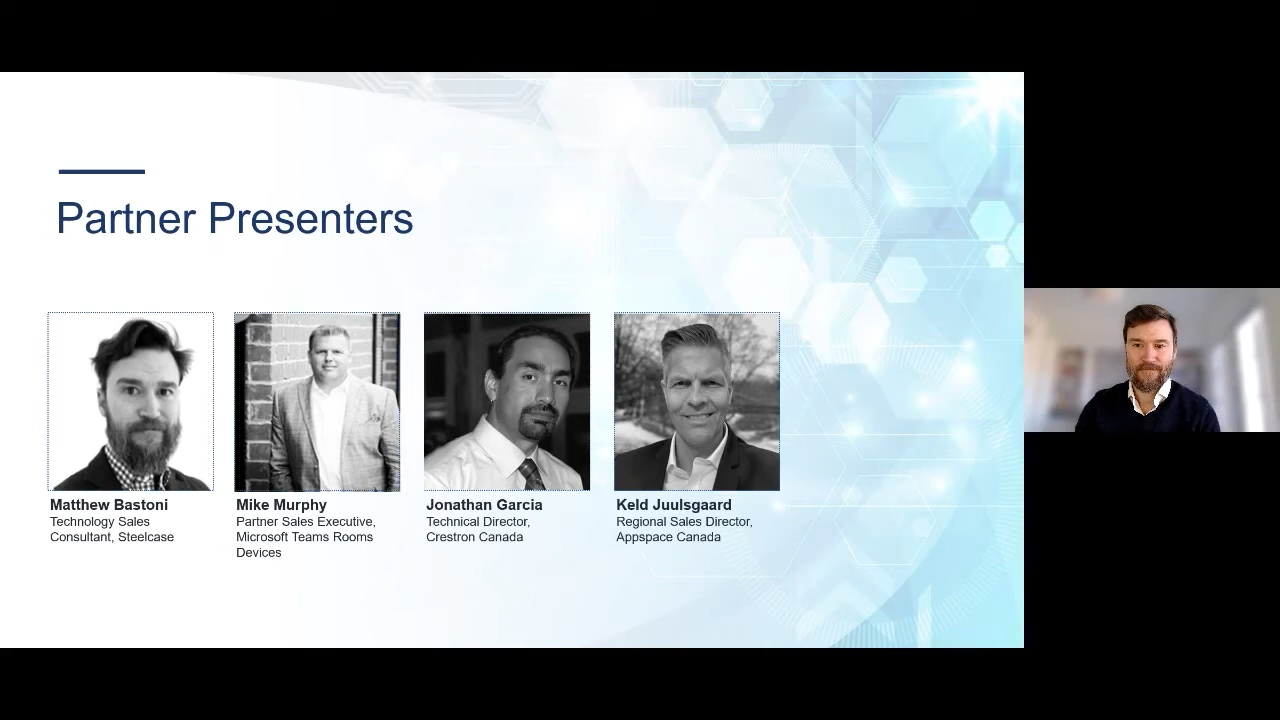 Partner Presenters
Matthew Bastoni
Technology Sales
Consultant, Steelcase
Mike Murphy
Partner Sales Executive,
Microsoft Teams Rooms
Devices
Jonathan Garcia
Technical Director,
Crestron Canada
Keld Juulsgaard
Regional Sales Director,
Appspace Canada